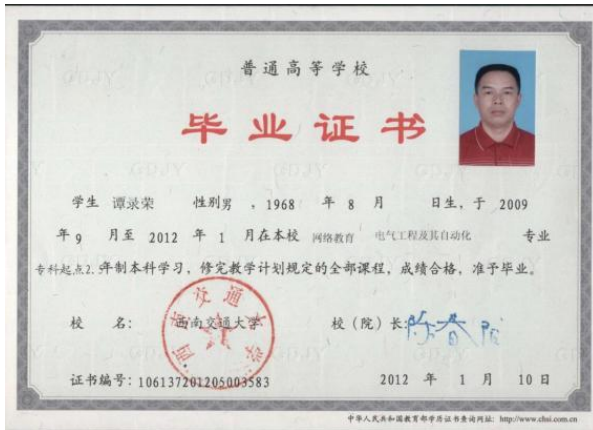 普通高等学校
毕业证书
学生 谭录荣 性别 男 ，1968 年 8 月 日生，于 2009
年 9 月至 2012 年 1 月在本校 网络教育 电气工程及其自动化 专业
专科起点2.5年制本科学习，修完教学计划规定的全部课程，成绩合格，准予毕业。
校 名： 西南交通大学 校（院）长：
西南交通大学
证书编号：106137201205003583 2012 年 1 月 10 日
中华人民共和国教育部学历证书查询网址：http://www.chsi.com.cn